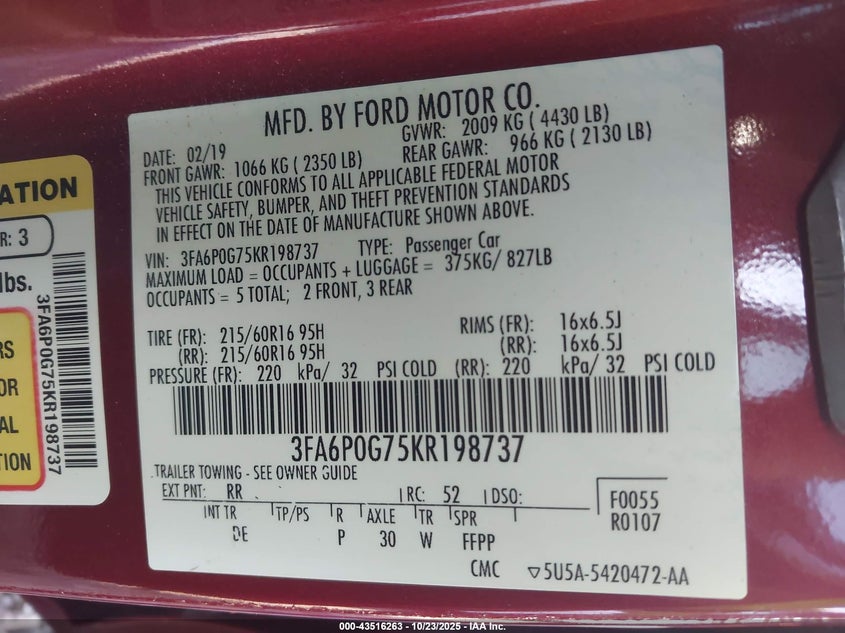 MFD. BY FORD MOTOR CO.
DATE: 02/19
GVWR: 2009 KG ( 4430 LB)
FRONT GAWR: 1066 KG ( 2350 LB)
REAR GAWR: 966 KG ( 2130 LB)
THIS VEHICLE CONFORMS TO ALL APPLICABLE FEDERAL MOTOR
VEHICLE SAFETY, BUMPER, AND THEFT PREVENTION STANDARDS
IN EFFECT ON THE DATE OF MANUFACTURE SHOWN ABOVE.
VIN: 3FA6P0G75KR198737 TYPE: Passenger Car
MAXIMUM LOAD = OCCUPANTS + LUGGAGE = 375KG/ 827LB
OCCUPANTS = 5 TOTAL; 2 FRONT, 3 REAR
TIRE (FR): 215/60R16 95H RIMS (FR): 16x6.5J
(RR): 215/60R16 95H (RR): 16x6.5J
PRESSURE (FR): 220 kPa/ 32 PSI COLD (RR): 220 kPa/ 32 PSI COLD
3FA6P0G75KR198737
TRAILER TOWING - SEE OWNER GUIDE
EXT PNT: RR RC: 52 DSO:
F0055
R0107
INT TR TP/PS R AXLE TR SPR
DE P 30 W FFPP
CMC ▽5U5A-5420472-AA
ATION
R: 3
lbs.
RS
OR
AL
TION
3FA6P0G75KR198737
000-43516263 - 10/23/2025 - IAA Inc.